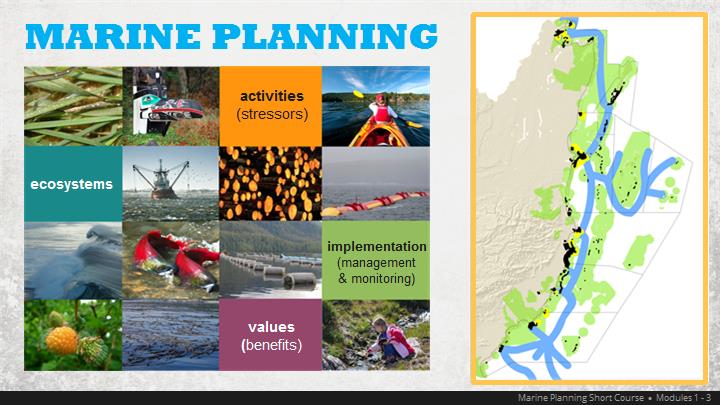 MARINE PLANNING
activities
(stressors)
ecosystems
implementation
(management
& monitoring)
values
(benefits)
Marine Planning Short Course • Modules 1 - 3